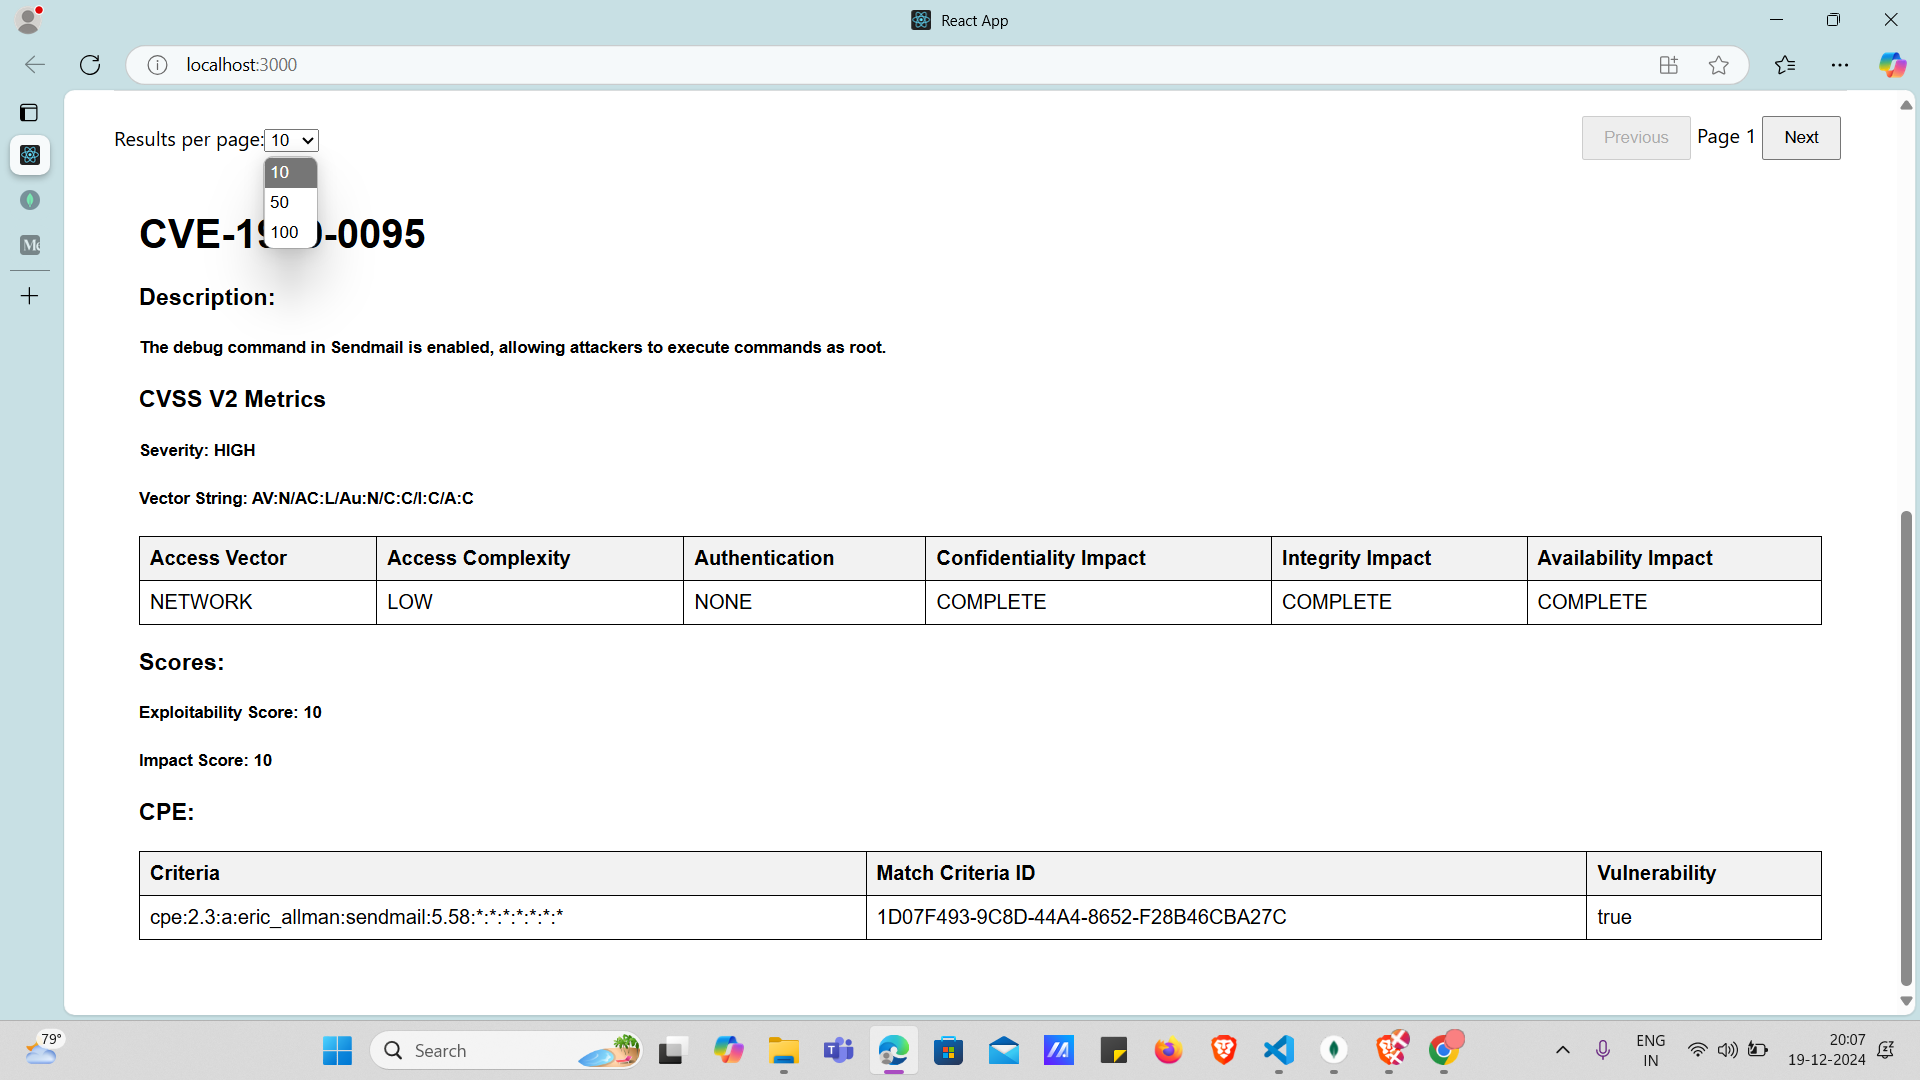 React App
localhost:3000
Results per page: 10
Previous Page 1 Next
10
50
100
CVE-19 -0095
Description:
The debug command in Sendmail is enabled, allowing attackers to execute commands as root.
CVSS V2 Metrics
Severity: HIGH
Vector String: AV:N/AC:L/Au:N/C:C/I:C/A:C
Access Vector Access Complexity Authentication Confidentiality Impact Integrity Impact Availability Impact
NETWORK LOW NONE COMPLETE COMPLETE COMPLETE
Scores:
Exploitability Score: 10
Impact Score: 10
CPE:
Criteria Match Criteria ID Vulnerability
cpe:2.3:a:eric_allman:sendmail:5.58:*:*:*:*:*:*:* 1D07F493-9C8D-44A4-8652-F28B46CBA27C true
79°
Search
ENG
IN
20:07
19-12-2024